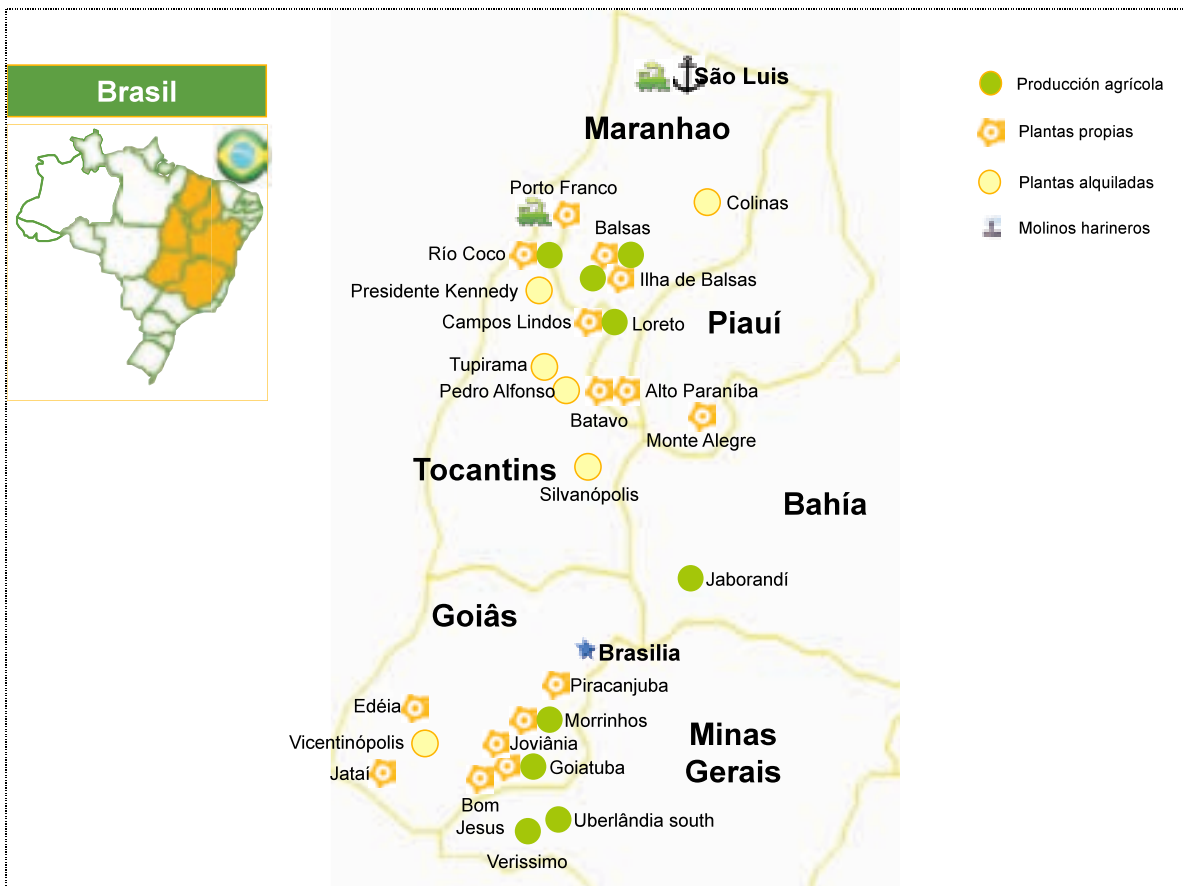 Brasil
São Luis
Maranhao
Porto Franco
Colinas
Balsas
Río Coco
Ilha de Balsas
Presidente Kennedy
Campos Lindos
Loreto
Piauí
Tupirama
Pedro Alfonso
Alto Paraníba
Batavo
Monte Alegre
Tocantins
Silvanópolis
Bahía
Jaborandí
Goiâs
Brasilia
Piracanjuba
Edéia
Morrinhos
Vicentinópolis
Joviânia
Minas
Gerais
Jataí
Goiatuba
Bom
Jesus
Uberlândia south
Verissimo
Producción agrícola
Plantas propias
Plantas alquiladas
Molinos harineros